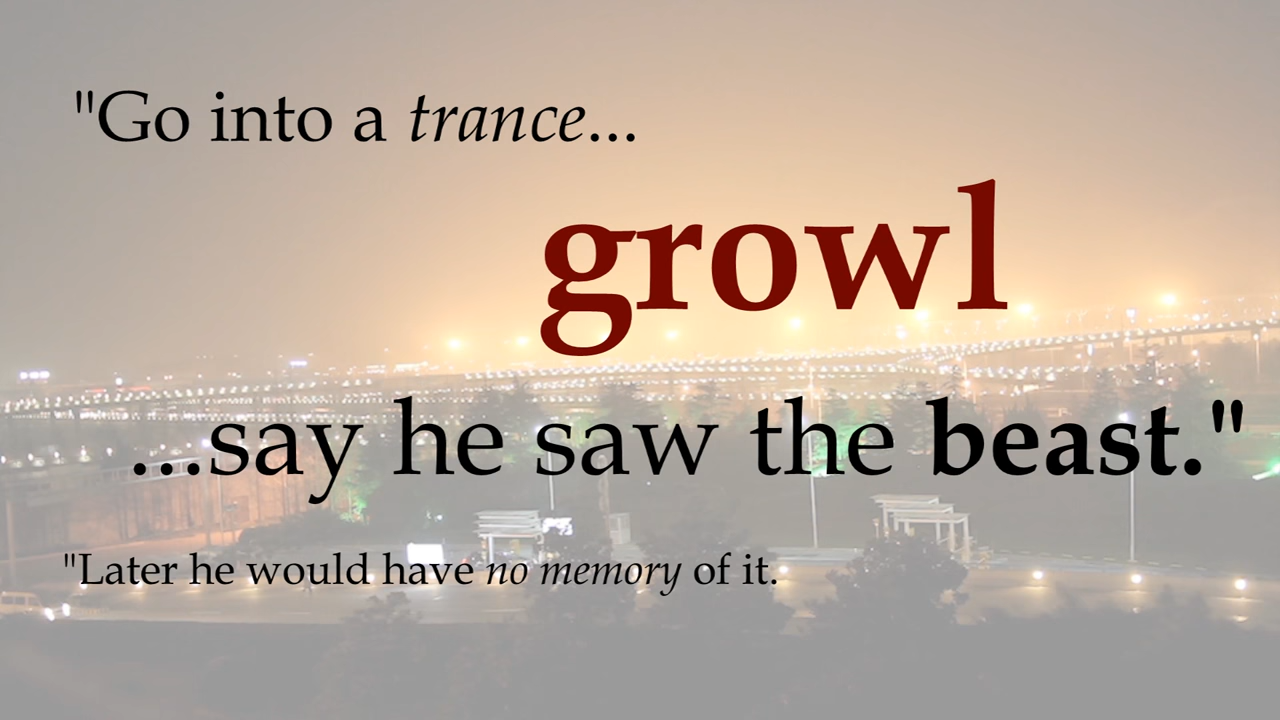 "Go into a trance...
growl
...say he saw the beast."
"Later he would have no memory of it.